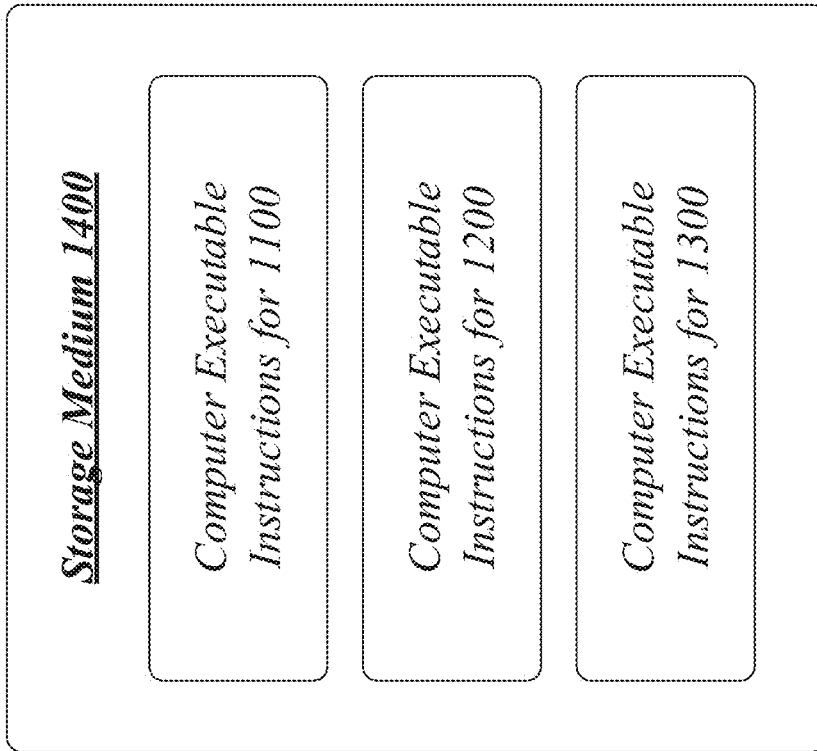 Storage Medium 1400
Computer Executable
Instructions for 1100
Computer Executable
Instructions for 1200
Computer Executable
Instructions for 1300